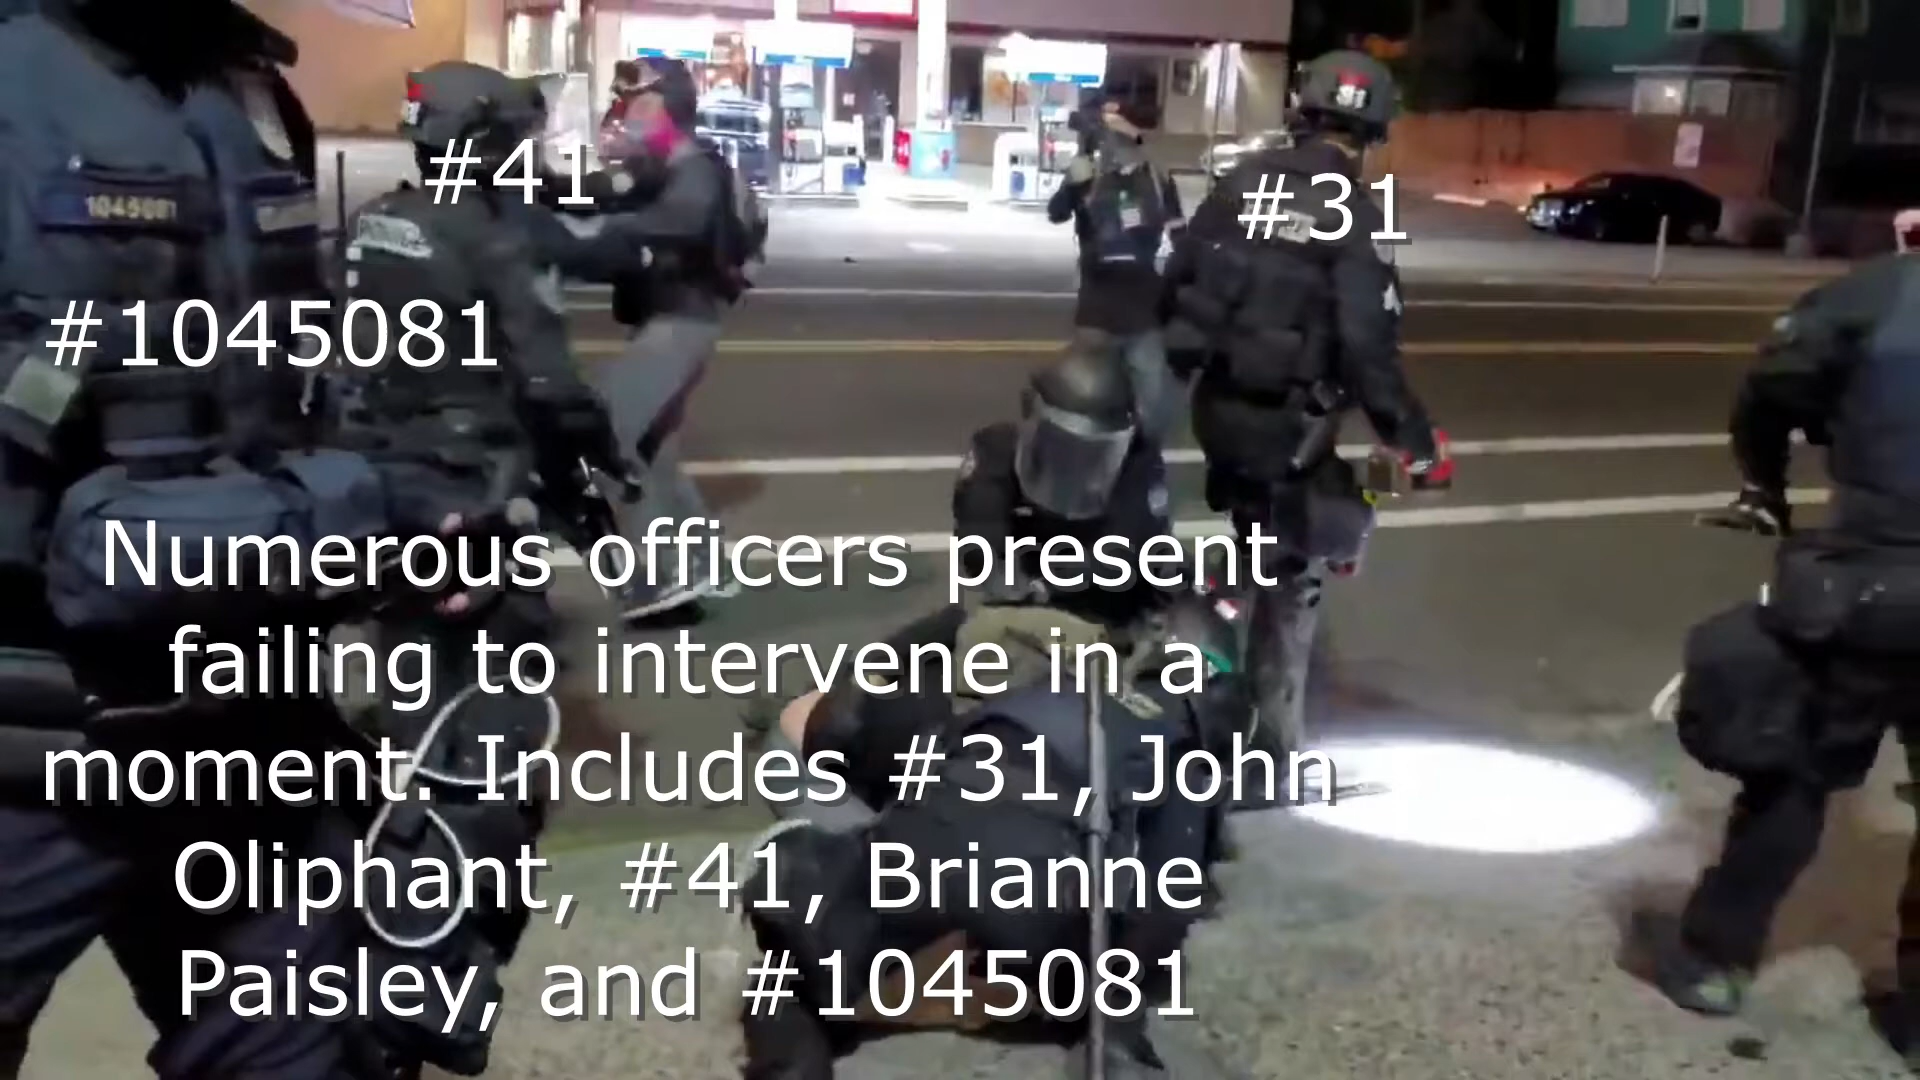 #41
#31
1045081
#1045081
Numerous officers present
failing to intervene in a
moment. Includes #31, John
Oliphant, #41, Brianne
Paisley, and #1045081